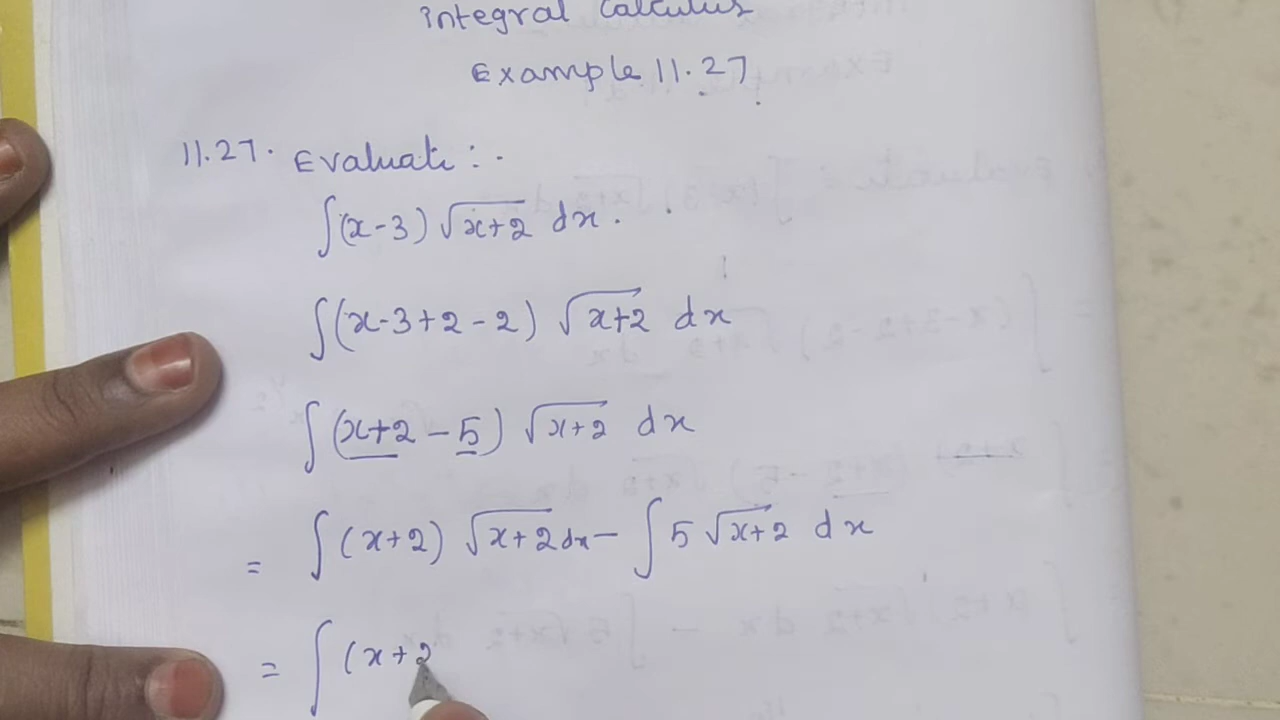 integral calculus
Example 11.27
11.27. Evaluate :.
∫(x-3) √x+2 dx.
∫(x-3+2-2) √x+2 dx
∫(x+2-5) √x+2 dx
= ∫(x+2) √x+2 dx - ∫5 √x+2 dx
= ∫(x+2